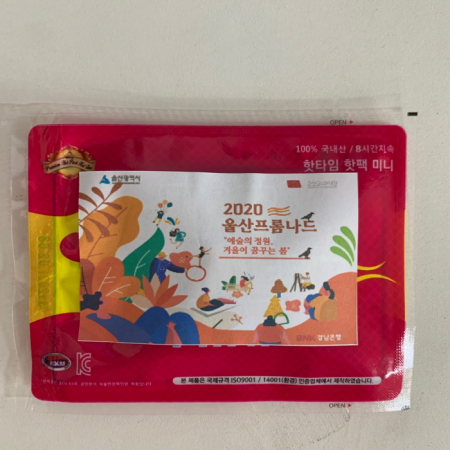 OPEN
100% 국내산 / 8시간지속
핫타임 핫팩 미니
울산광역시
2020
울산프롬나드
"예술의 정원,
겨울이 꿈꾸는 봄"
BNK 경남은행
본 제품은 국제규격 ISO9001 / 14001(환경) 인증업체에서 제작하였습니다.
OPEN